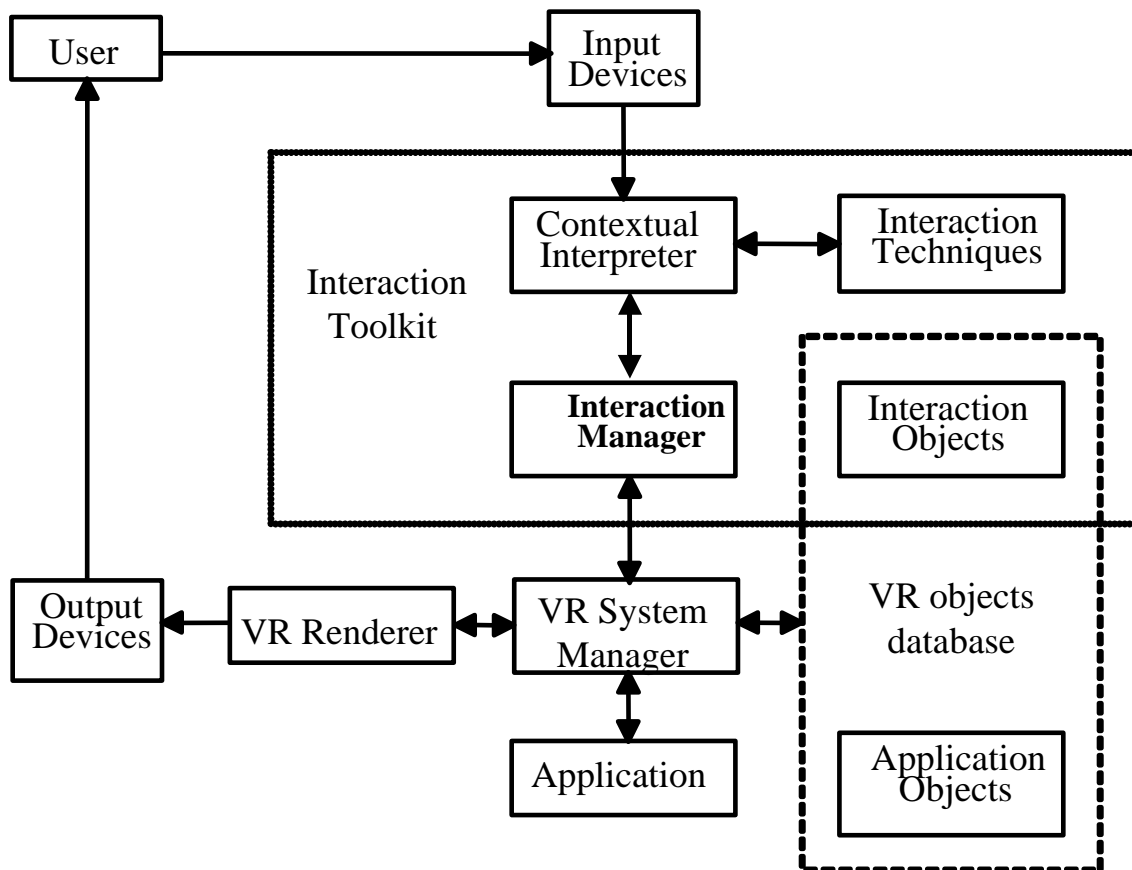 User
Input
Devices
Contextual
Interpreter
Interaction
Techniques
Interaction
Toolkit
Interaction
Manager
Interaction
Objects
Output
Devices
VR Renderer
VR System
Manager
VR objects
database
Application
Application
Objects